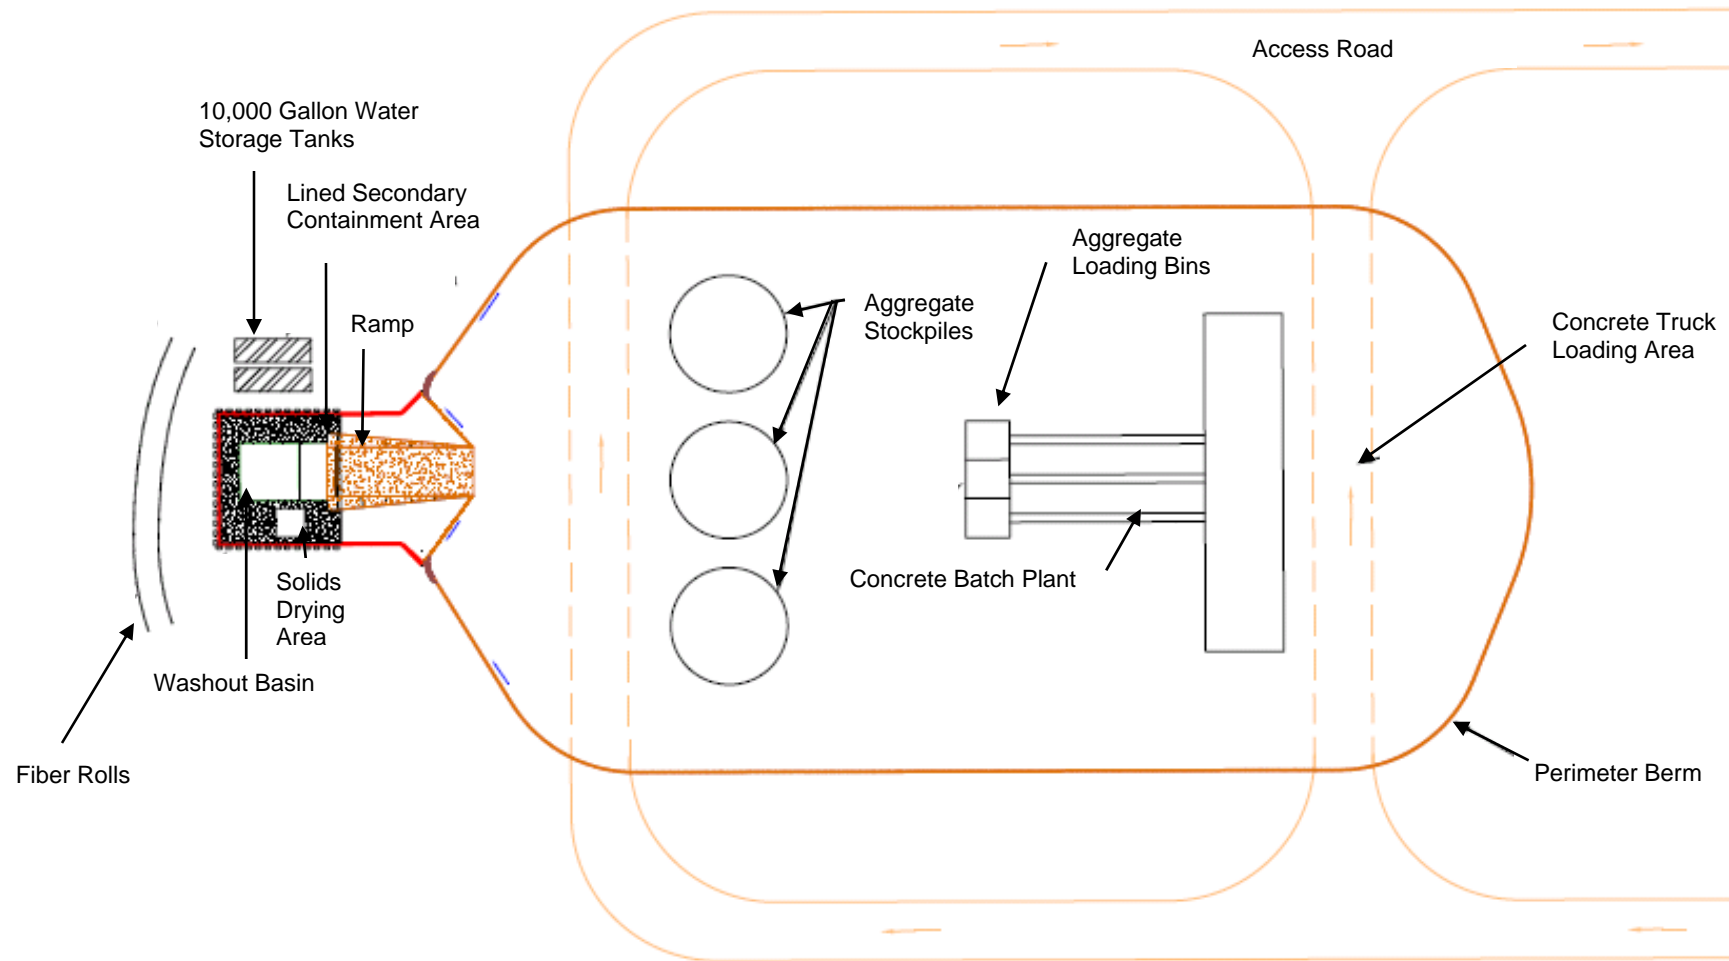 Access Road
10,000 Gallon Water
Storage Tanks
Lined Secondary
Containment Area
Aggregate
Loading Bins
Aggregate
Stockpiles
Ramp
Concrete Truck
Loading Area
Concrete Batch Plant
Solids
Drying
Area
Washout Basin
Fiber Rolls
Perimeter Berm